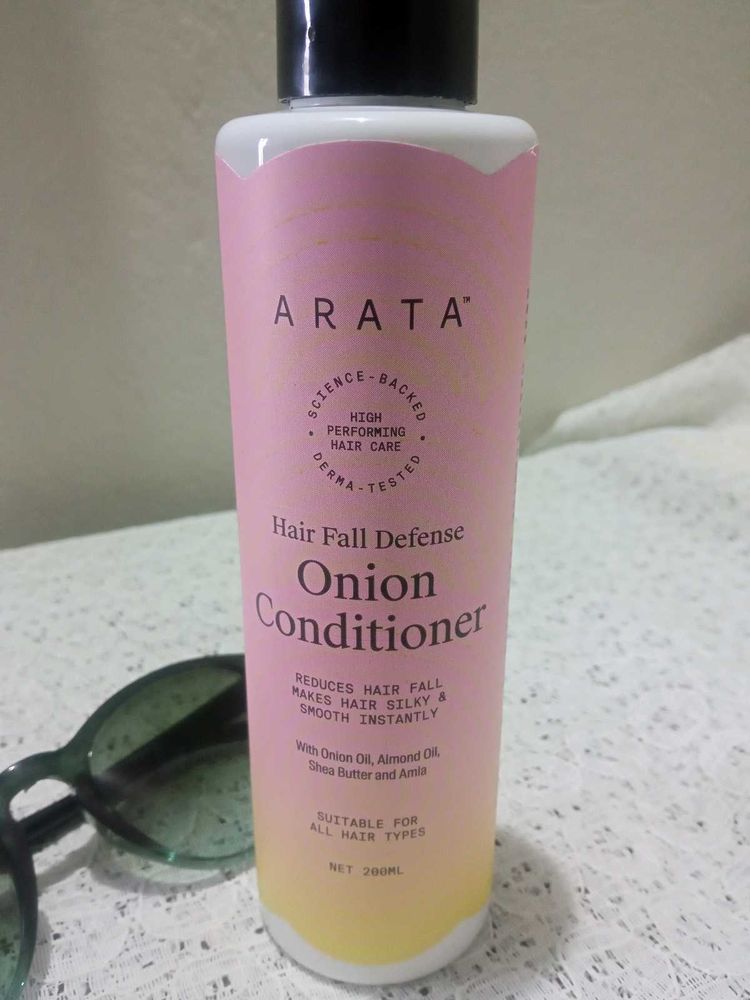 ARATA™
SCIENCE-BACKED
HIGH
PERFORMING
HAIR CARE
DERMA-TESTED
Hair Fall Defense
Onion
Conditioner
REDUCES HAIR FALL
MAKES HAIR SILKY &
SMOOTH INSTANTLY
With Onion Oil, Almond Oil,
Shea Butter and Amla
SUITABLE FOR
ALL HAIR TYPES
NET 200ML